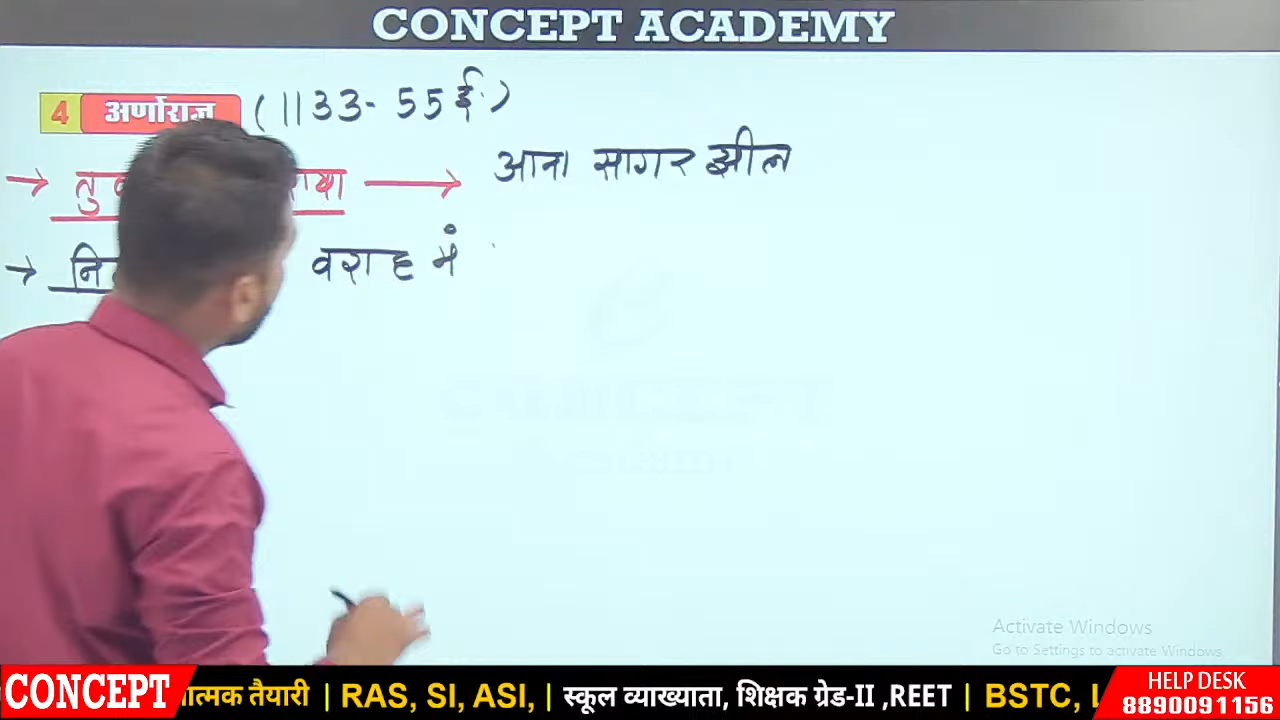 CONCEPT ACADEMY
4 अर्णोराज (1133- 55ई.)
→ → आना सागर झील
→ वराह में
Activate Windows
Go to Settings to activate Windows.
CONCEPT तैयारी | RAS, SI, ASI, | स्कूल व्याख्याता, शिक्षक ग्रेड-II ,REET | BSTC, HELP DESK
8890091156